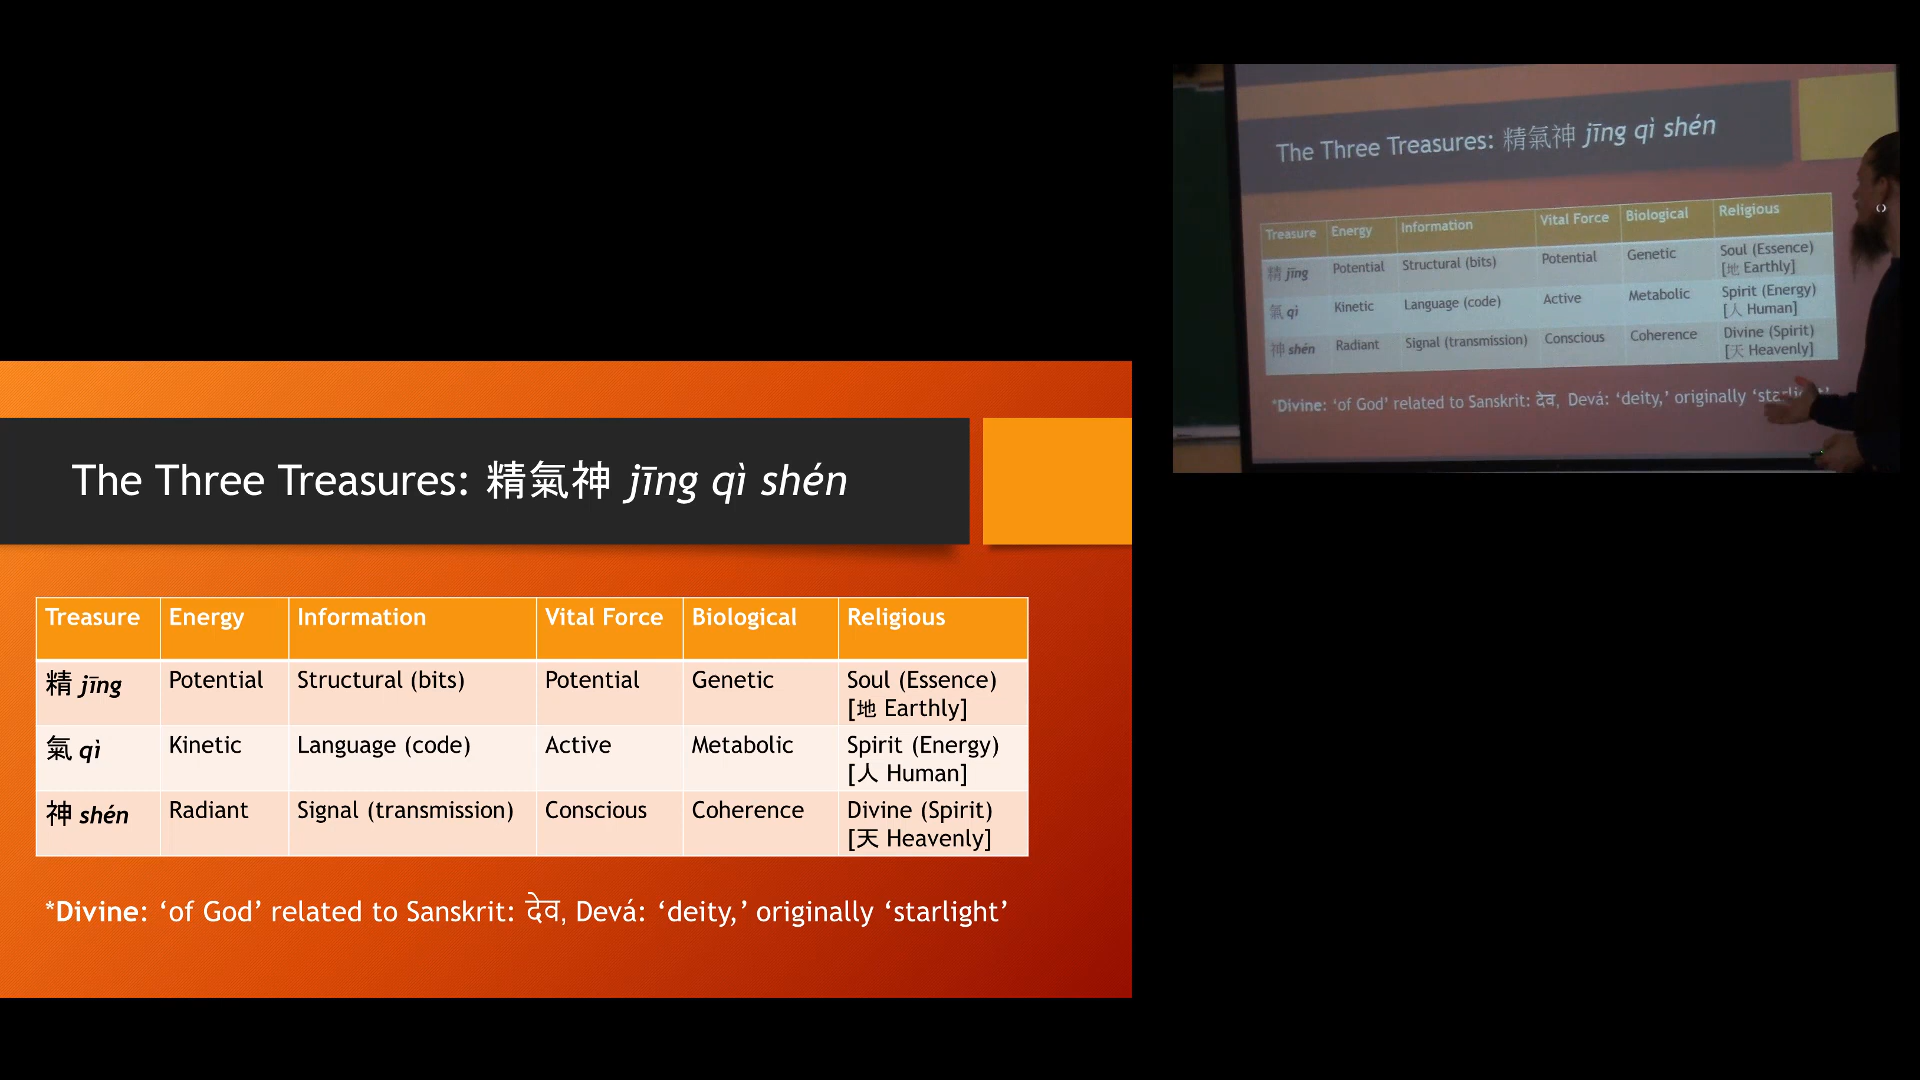 The Three Treasures: 精氣神 jīng qì shén
Treasure Energy Information Vital Force Biological Religious
精 jīng Potential Structural (bits) Potential Genetic Soul (Essence)
[地 Earthly]
氣 qì Kinetic Language (code) Active Metabolic Spirit (Energy)
[人 Human]
神 shén Radiant Signal (transmission) Conscious Coherence Divine (Spirit)
[天 Heavenly]
*Divine: ‘of God’ related to Sanskrit: देव, Devá: ‘deity,’ originally ‘starlight’
The Three Treasures: 精氣神 jīng qì shén
Treasure Energy Information Vital Force Biological Religious
精 jīng Potential Structural (bits) Potential Genetic Soul (Essence)
[地 Earthly]
氣 qì Kinetic Language (code) Active Metabolic Spirit (Energy)
[人 Human]
神 shén Radiant Signal (transmission) Conscious Coherence Divine (Spirit)
[天 Heavenly]
*Divine: ‘of God’ related to Sanskrit: देव, Devá: ‘deity,’ originally